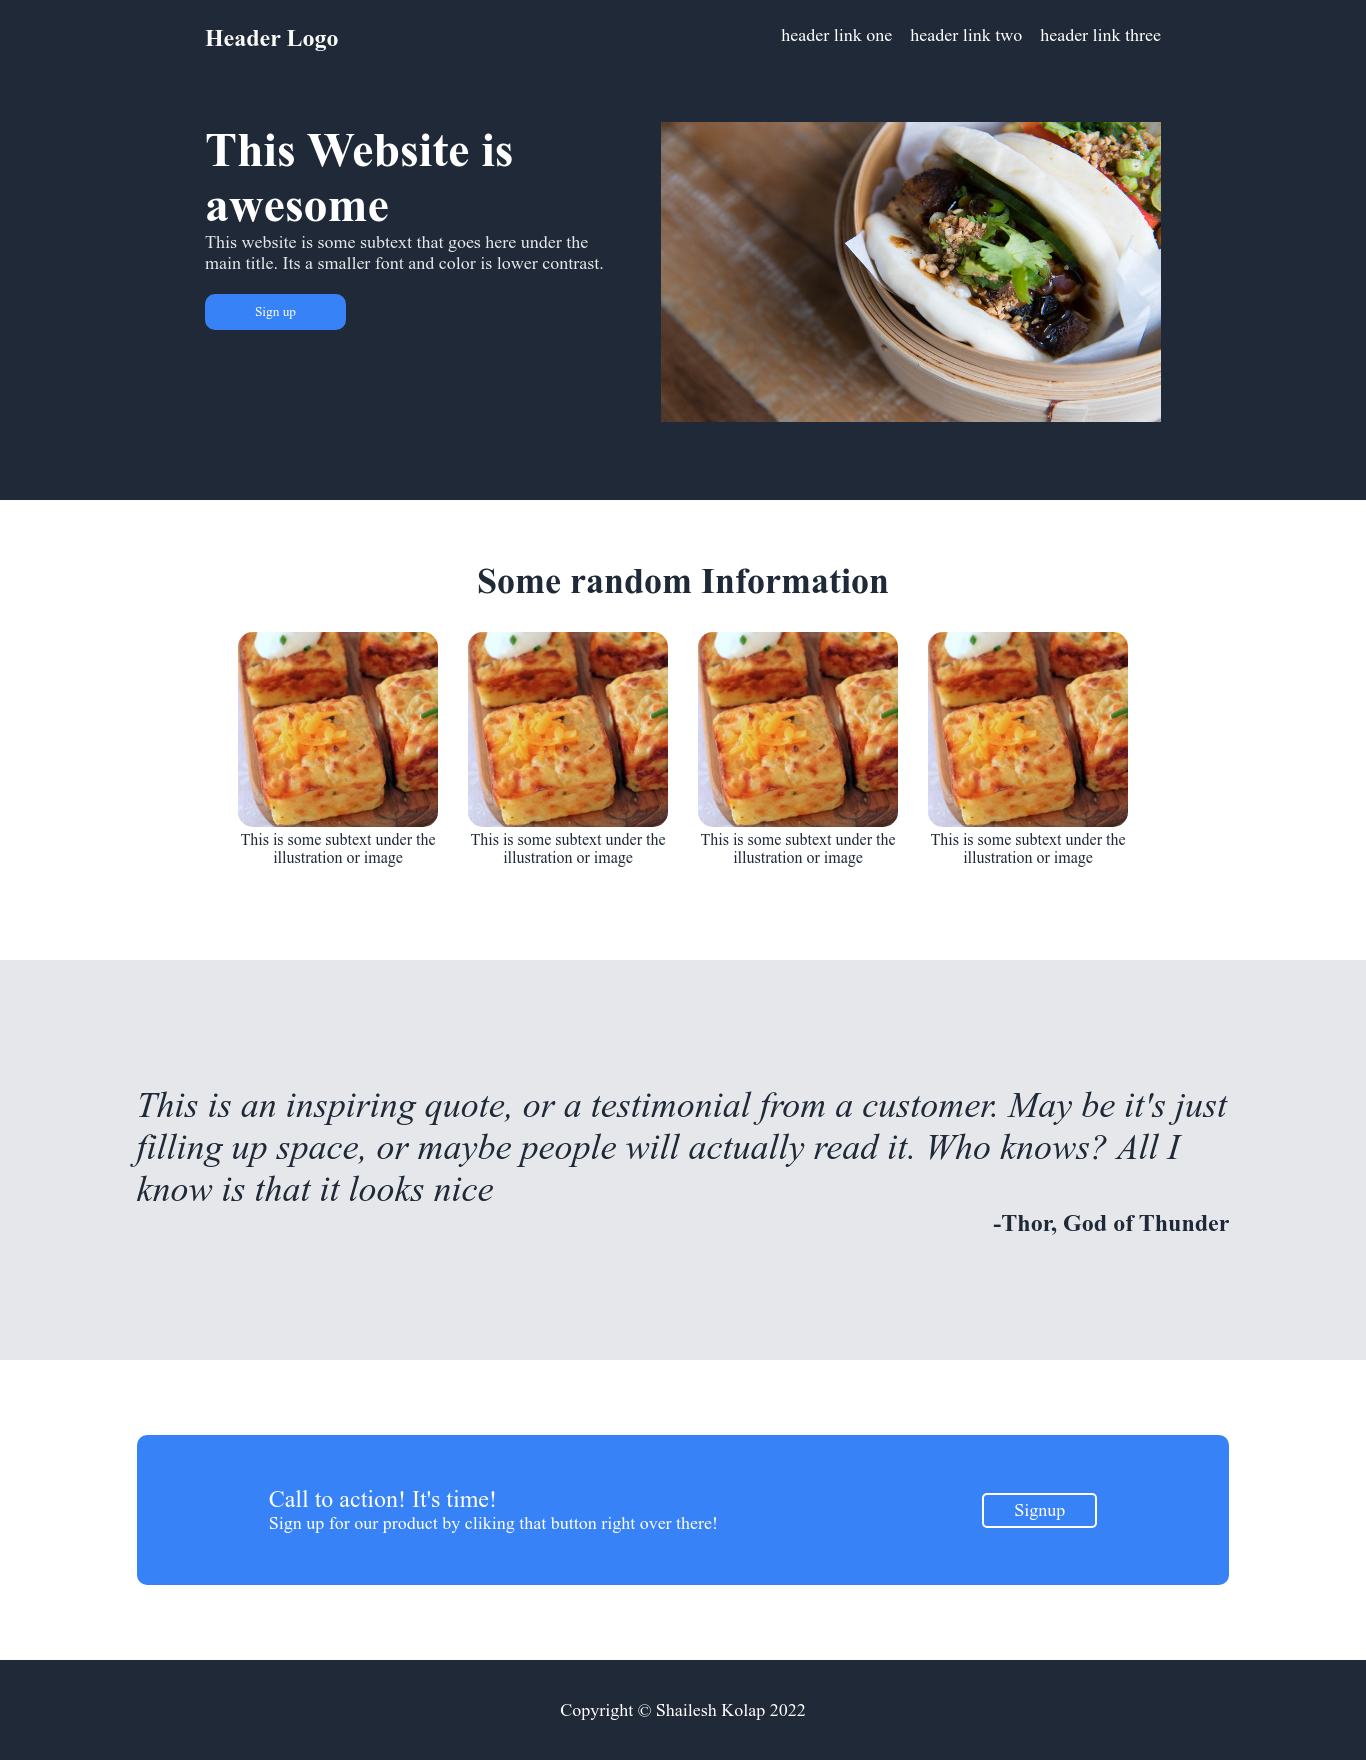 Header Logo
header link one header link two header link three
This Website is
awesome
This website is some subtext that goes here under the
main title. Its a smaller font and color is lower contrast.
Sign up
Some random Information
This is some subtext under the
illustration or image
This is some subtext under the
illustration or image
This is some subtext under the
illustration or image
This is some subtext under the
illustration or image
This is an inspiring quote, or a testimonial from a customer. May be it's just
filling up space, or maybe people will actually read it. Who knows? All I
know is that it looks nice
-Thor, God of Thunder
Call to action! It's time!
Sign up for our product by cliking that button right over there!
Signup
Copyright © Shailesh Kolap 2022